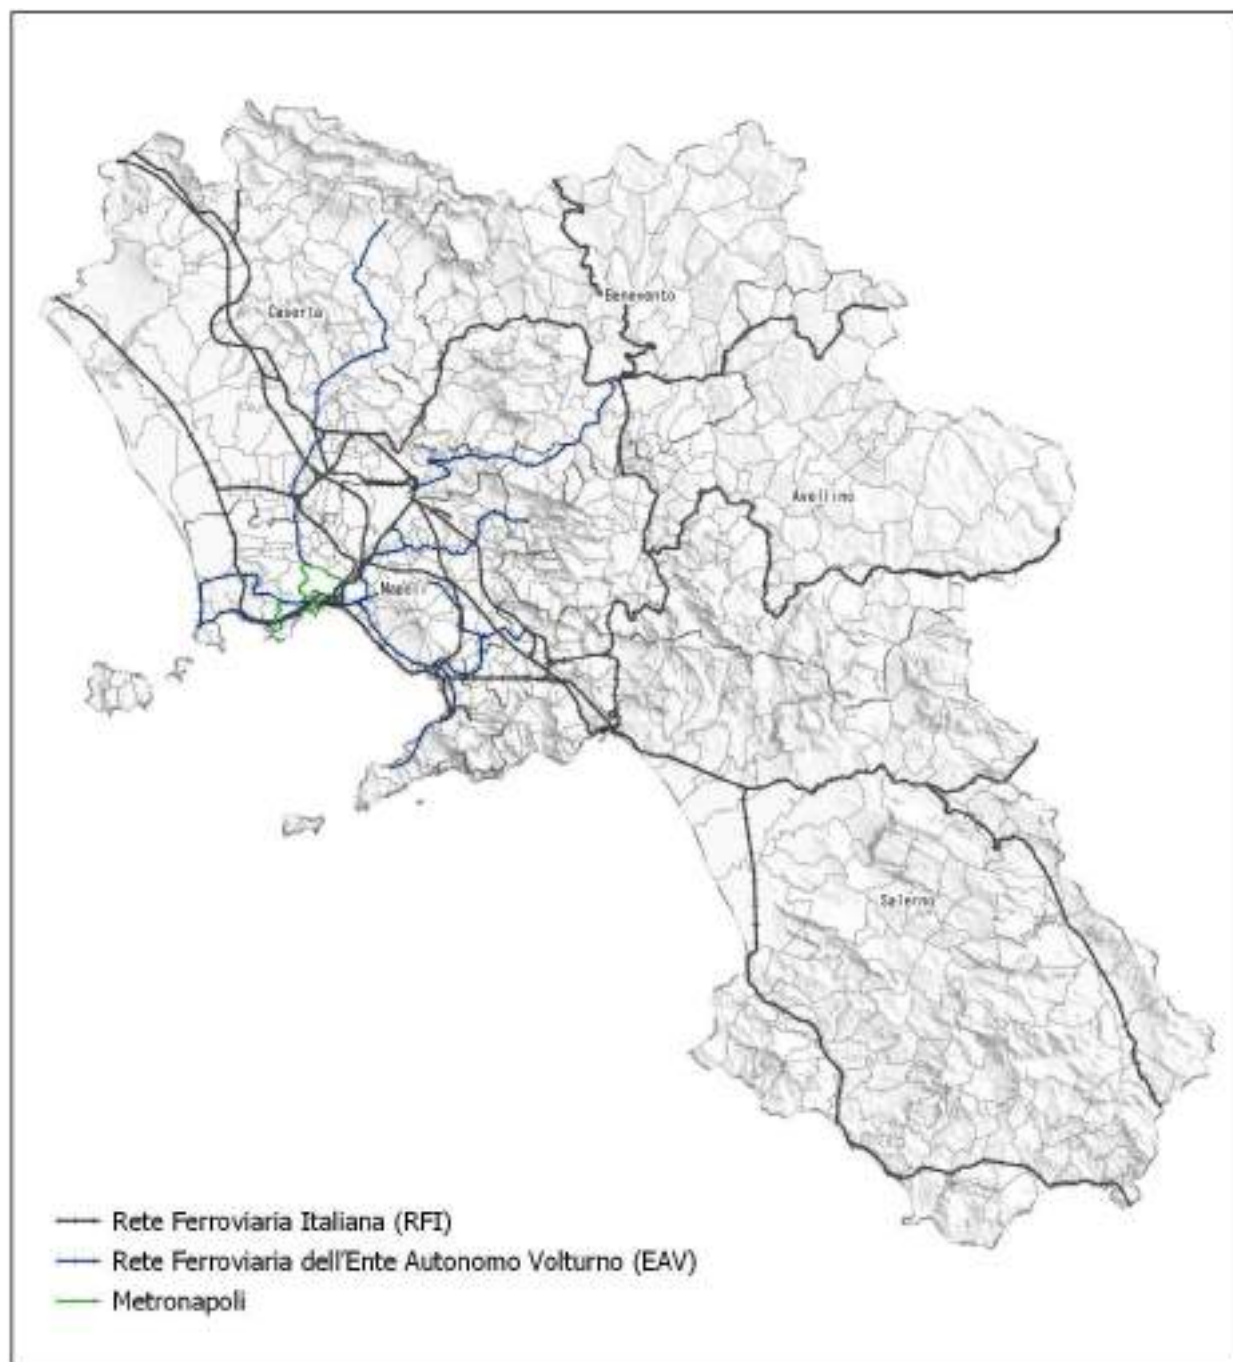 Benevento
Caserta
Avellino
Napoli
Salerno
Rete Ferroviaria Italiana (RFI)
Rete Ferroviaria dell'Ente Autonomo Volturno (EAV)
Metronapoli